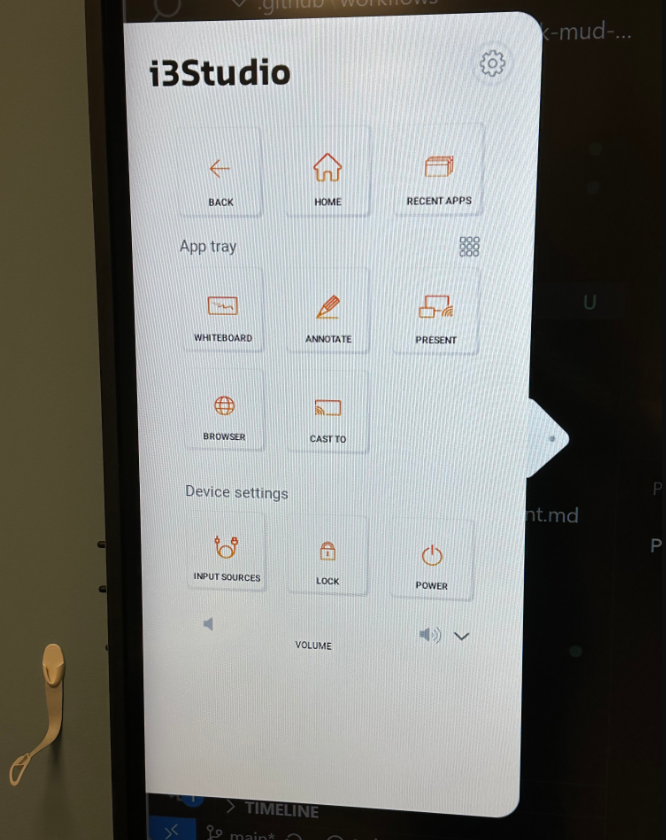 .github \ workflows
k-mud-...
i3Studio
BACK
HOME
RECENT APPS
App tray
WHITEBOARD
ANNOTATE
PRESENT
U
BROWSER
CAST TO
Device settings
P
nt.md
INPUT SOURCES
LOCK
POWER
P
VOLUME
1
TIMELINE
main*